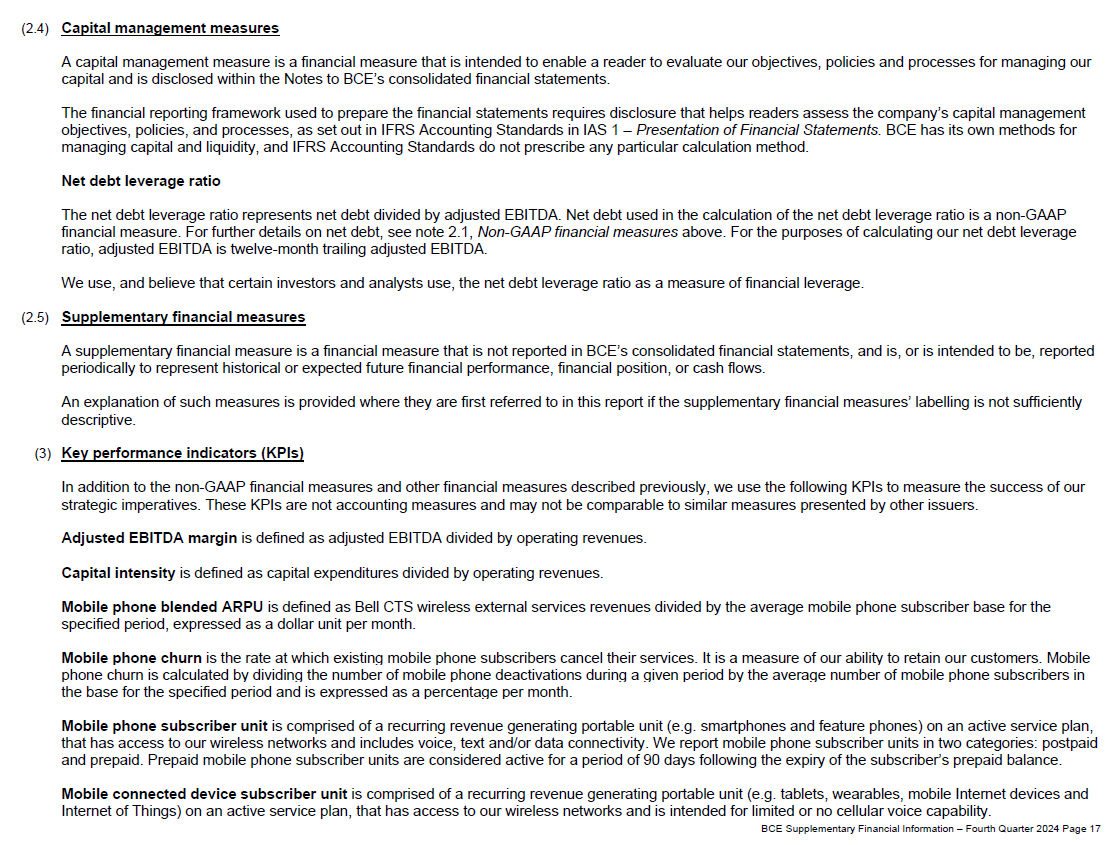 (2.4) Capital management measures
A capital management measure is a financial measure that is intended to enable a reader to evaluate our objectives, policies and processes for managing our
capital and is disclosed within the Notes to BCE's consolidated financial statements.
The financial reporting framework used to prepare the financial statements requires disclosure that helps readers assess the company's capital management
objectives, policies, and processes, as set out in IFRS Accounting Standards in IAS 1 – Presentation of Financial Statements. BCE has its own methods for
managing capital and liquidity, and IFRS Accounting Standards do not prescribe any particular calculation method.
Net debt leverage ratio
The net debt leverage ratio represents net debt divided by adjusted EBITDA. Net debt used in the calculation of the net debt leverage ratio is a non-GAAP
financial measure. For further details on net debt, see note 2.1, Non-GAAP financial measures above. For the purposes of calculating our net debt leverage
ratio, adjusted EBITDA is twelve-month trailing adjusted EBITDA.
We use, and believe that certain investors and analysts use, the net debt leverage ratio as a measure of financial leverage.
(2.5) Supplementary financial measures
A supplementary financial measure is a financial measure that is not reported in BCE's consolidated financial statements, and is, or is intended to be, reported
periodically to represent historical or expected future financial performance, financial position, or cash flows.
An explanation of such measures is provided where they are first referred to in this report if the supplementary financial measures' labelling is not sufficiently
descriptive.
(3) Key performance indicators (KPIs)
In addition to the non-GAAP financial measures and other financial measures described previously, we use the following KPIs to measure the success of our
strategic imperatives. These KPIs are not accounting measures and may not be comparable to similar measures presented by other issuers.
Adjusted EBITDA margin is defined as adjusted EBITDA divided by operating revenues.
Capital intensity is defined as capital expenditures divided by operating revenues.
Mobile phone blended ARPU is defined as Bell CTS wireless external services revenues divided by the average mobile phone subscriber base for the
specified period, expressed as a dollar unit per month.
Mobile phone churn is the rate at which existing mobile phone subscribers cancel their services. It is a measure of our ability to retain our customers. Mobile
phone churn is calculated by dividing the number of mobile phone deactivations during a given period by the average number of mobile phone subscribers in
the base for the specified period and is expressed as a percentage per month.
Mobile phone subscriber unit is comprised of a recurring revenue generating portable unit (e.g. smartphones and feature phones) on an active service plan,
that has access to our wireless networks and includes voice, text and/or data connectivity. We report mobile phone subscriber units in two categories: postpaid
and prepaid. Prepaid mobile phone subscriber units are considered active for a period of 90 days following the expiry of the subscriber's prepaid balance.
Mobile connected device subscriber unit is comprised of a recurring revenue generating portable unit (e.g. tablets, wearables, mobile Internet devices and
Internet of Things) on an active service plan, that has access to our wireless networks and is intended for limited or no cellular voice capability.
BCE Supplementary Financial Information – Fourth Quarter 2024 Page 17